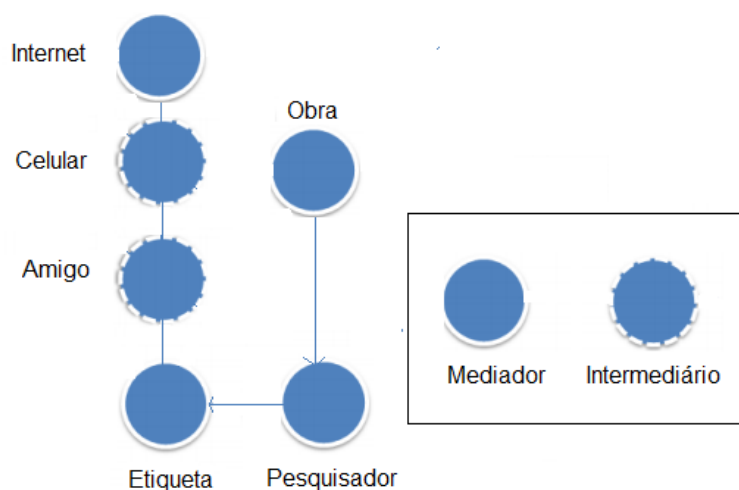 Internet
Obra
Celular
Amigo
Mediador
Intermediário
Etiqueta
Pesquisador